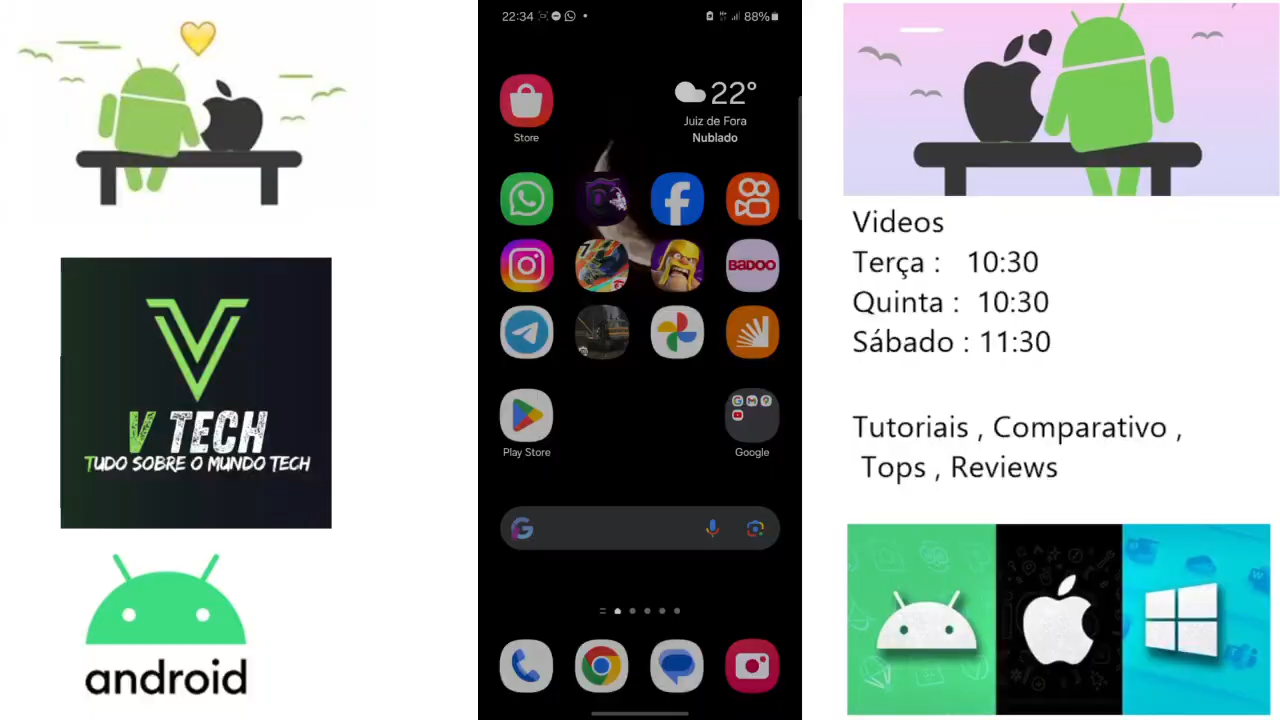 V TECH
TUDO SOBRE O MUNDO TECH
android
22:34
88%
Store
22°
Juiz de Fora
Nublado
BADOO
Play Store
Google
Videos
Terça : 10:30
Quinta : 10:30
Sábado : 11:30
Tutoriais , Comparativo ,
Tops , Reviews